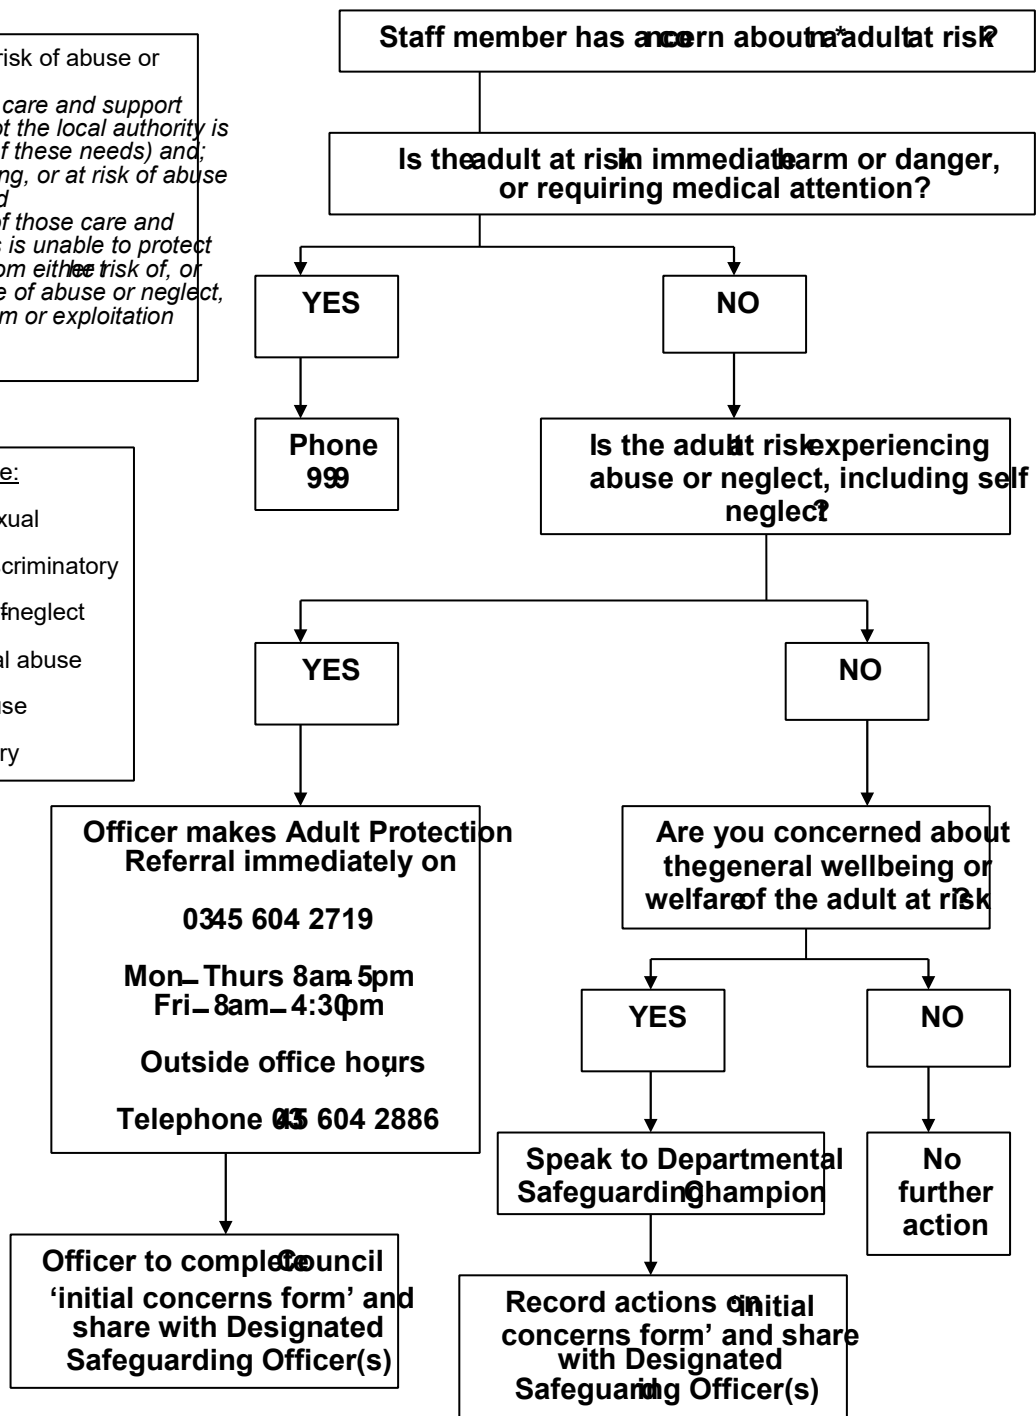 Staff member has a concern about an *adult at risk?
risk of abuse or
care and support
the local authority is
these needs) and;
or at risk of abuse
of those care and
is unable to protect
either the risk of, or
of abuse or neglect,
or exploitation
Is the adult at risk in immediate harm or danger,
or requiring medical attention?
YES
NO
Phone
999
Is the adult at risk experiencing
abuse or neglect, including self
neglect?
sexual
discriminatory
neglect
abuse
YES
NO
Officer makes Adult Protection
Referral immediately on
0345 604 2719
Mon – Thurs 8am – 5pm
Fri – 8am – 4:30pm
Outside office hours;
Telephone 0345 604 2886
Are you concerned about
the general wellbeing or
welfare of the adult at risk?
YES
NO
Speak to Departmental
Safeguarding Champion
No
further
action
Officer to complete Council
‘initial concerns form’ and
share with Designated
Safeguarding Officer(s)
Record actions on ‘initial
concerns form’ and share
with Designated
Safeguarding Officer(s)